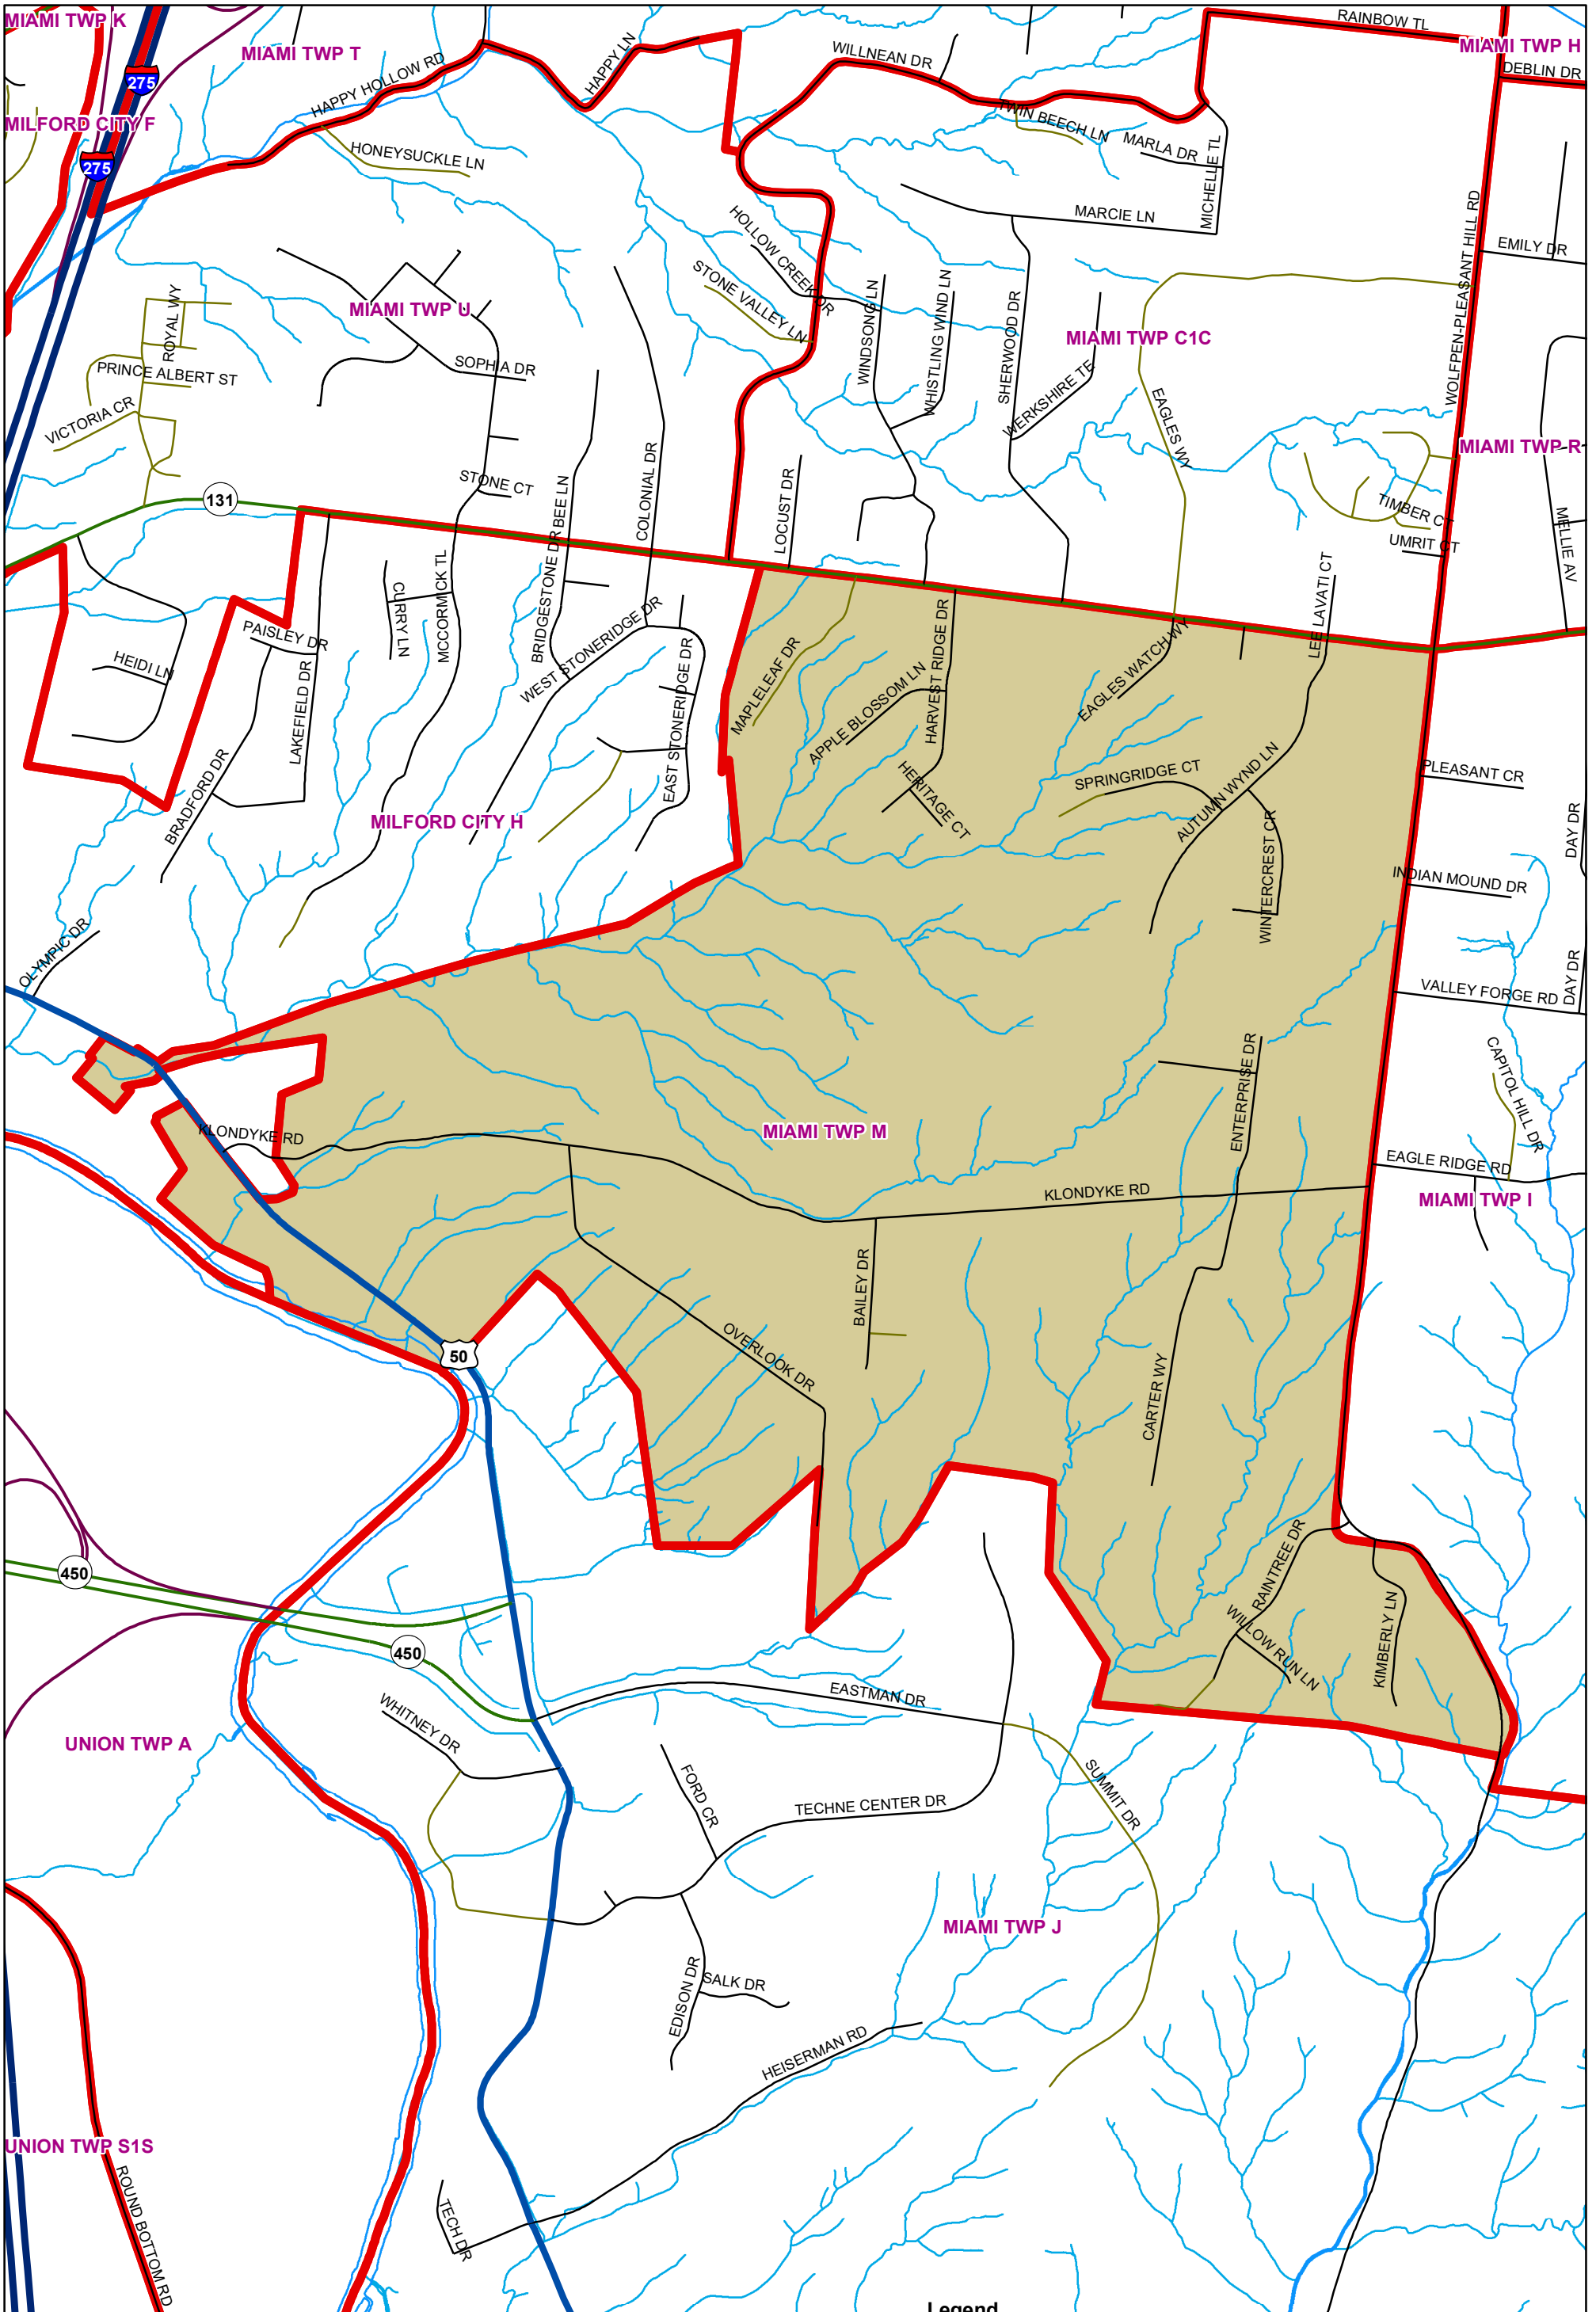 MIAMI TWP K
MIAMI TWP T
RAINBOW TL
MIAMI TWP H
DEBLIN DR
275
HAPPY HOLLOW RD
HAPPY LN
WILLNEAN DR
MILFORD CITY F
275
HONEYSUCKLE LN
TWIN BEECH LN
MARLA DR
MICHELLE TL
MARCIE LN
HOLLOW CREEK DR
STONE VALLEY LN
WOLFPEN-PLEASANT HILL RD
EMILY DR
ROYAL WY
MIAMI TWP U
WINDSONG LN
WHISTLING WIND LN
SHERWOOD DR
MIAMI TWP C1C
SOPHIA DR
PRINCE ALBERT ST
WERKSHIRE TE
EAGLES WY
VICTORIA CR
MIAMI TWP R
131
STONE CT
BEE LN
COLONIAL DR
LOCUST DR
TIMBER CT
UMRIT CT
MELLIE AV
CURRY LN
MCCORMICK TL
BRIDGESTONE DR
WEST STONERIDGE DR
LEE LAVATI CT
PAISLEY DR
HEIDI LN
LAKEFIELD DR
EAST STONERIDGE DR
MAPLELEAF DR
APPLE BLOSSOM LN
HARVEST RIDGE DR
EAGLES WATCH WY
BRADFORD DR
HERITAGE CT
SPRINGRIDGE CT
AUTUMN WYND LN
PLEASANT CR
MILFORD CITY H
DAY DR
WINTERCREST CR
INDIAN MOUND DR
OLYMPIC DR
VALLEY FORGE RD
DAY DR
ENTERPRISE DR
CAPITOL HILL DR
KLONDYKE RD
MIAMI TWP M
EAGLE RIDGE RD
KLONDYKE RD
MIAMI TWP I
BAILEY DR
50
OVERLOOK DR
CARTER WY
450
RAINTREE DR
WILLOW RUN LN
KIMBERLY LN
450
EASTMAN DR
WHITNEY DR
UNION TWP A
FORD CR
SUMMIT DR
TECHNE CENTER DR
MIAMI TWP J
EDISON DR
SALK DR
HEISERMAN RD
UNION TWP S1S
ROUND BOTTOM RD
TECH DR
Legend